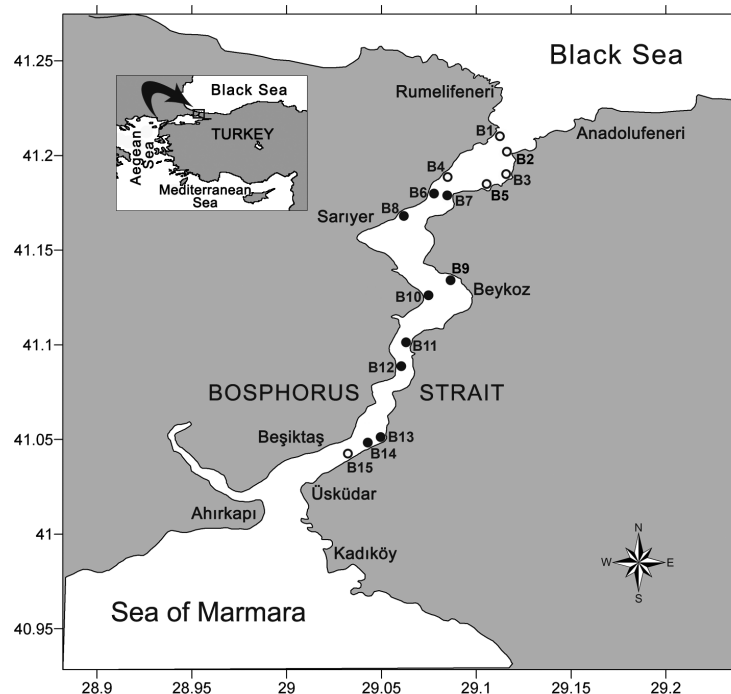 41.25
41.2
41.15
41.1
41.05
41
40.95
Black Sea
Rumelifeneri
Anadolufeneri
Black Sea
TURKEY
Aegean
Sea
Mediterranean
Sea
B1
B2
B3
B4
B5
B6
B7
B8
Sarıyer
B9
Beykoz
B10
B11
B12
BOSPHORUS STRAIT
Beşiktaş
B13
B14
B15
Üsküdar
Ahırkapı
Kadıköy
Sea of Marmara
N
W E
S
28.9 28.95 29 29.05 29.1 29.15 29.2